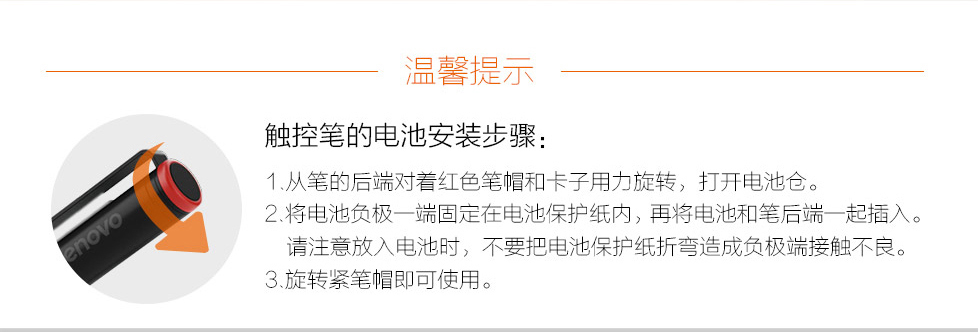 温馨提示
触控笔的电池安装步骤：
1.从笔的后端对着红色笔帽和卡子用力旋转，打开电池仓。
2.将电池负极一端固定在电池保护纸内，再将电池和笔后端一起插入。
请注意放入电池时，不要把电池保护纸折弯造成负极端接触不良。
3.旋转紧笔帽即可使用。
enovo